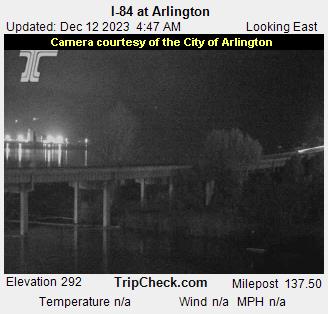 I-84 at Arlington
Updated: Dec 12 2023 4:47 AM Looking East
Camera courtesy of the City of Arlington
Elevation 292 TripCheck.com Milepost 137.50
Temperature n/a Wind n/a MPH n/a